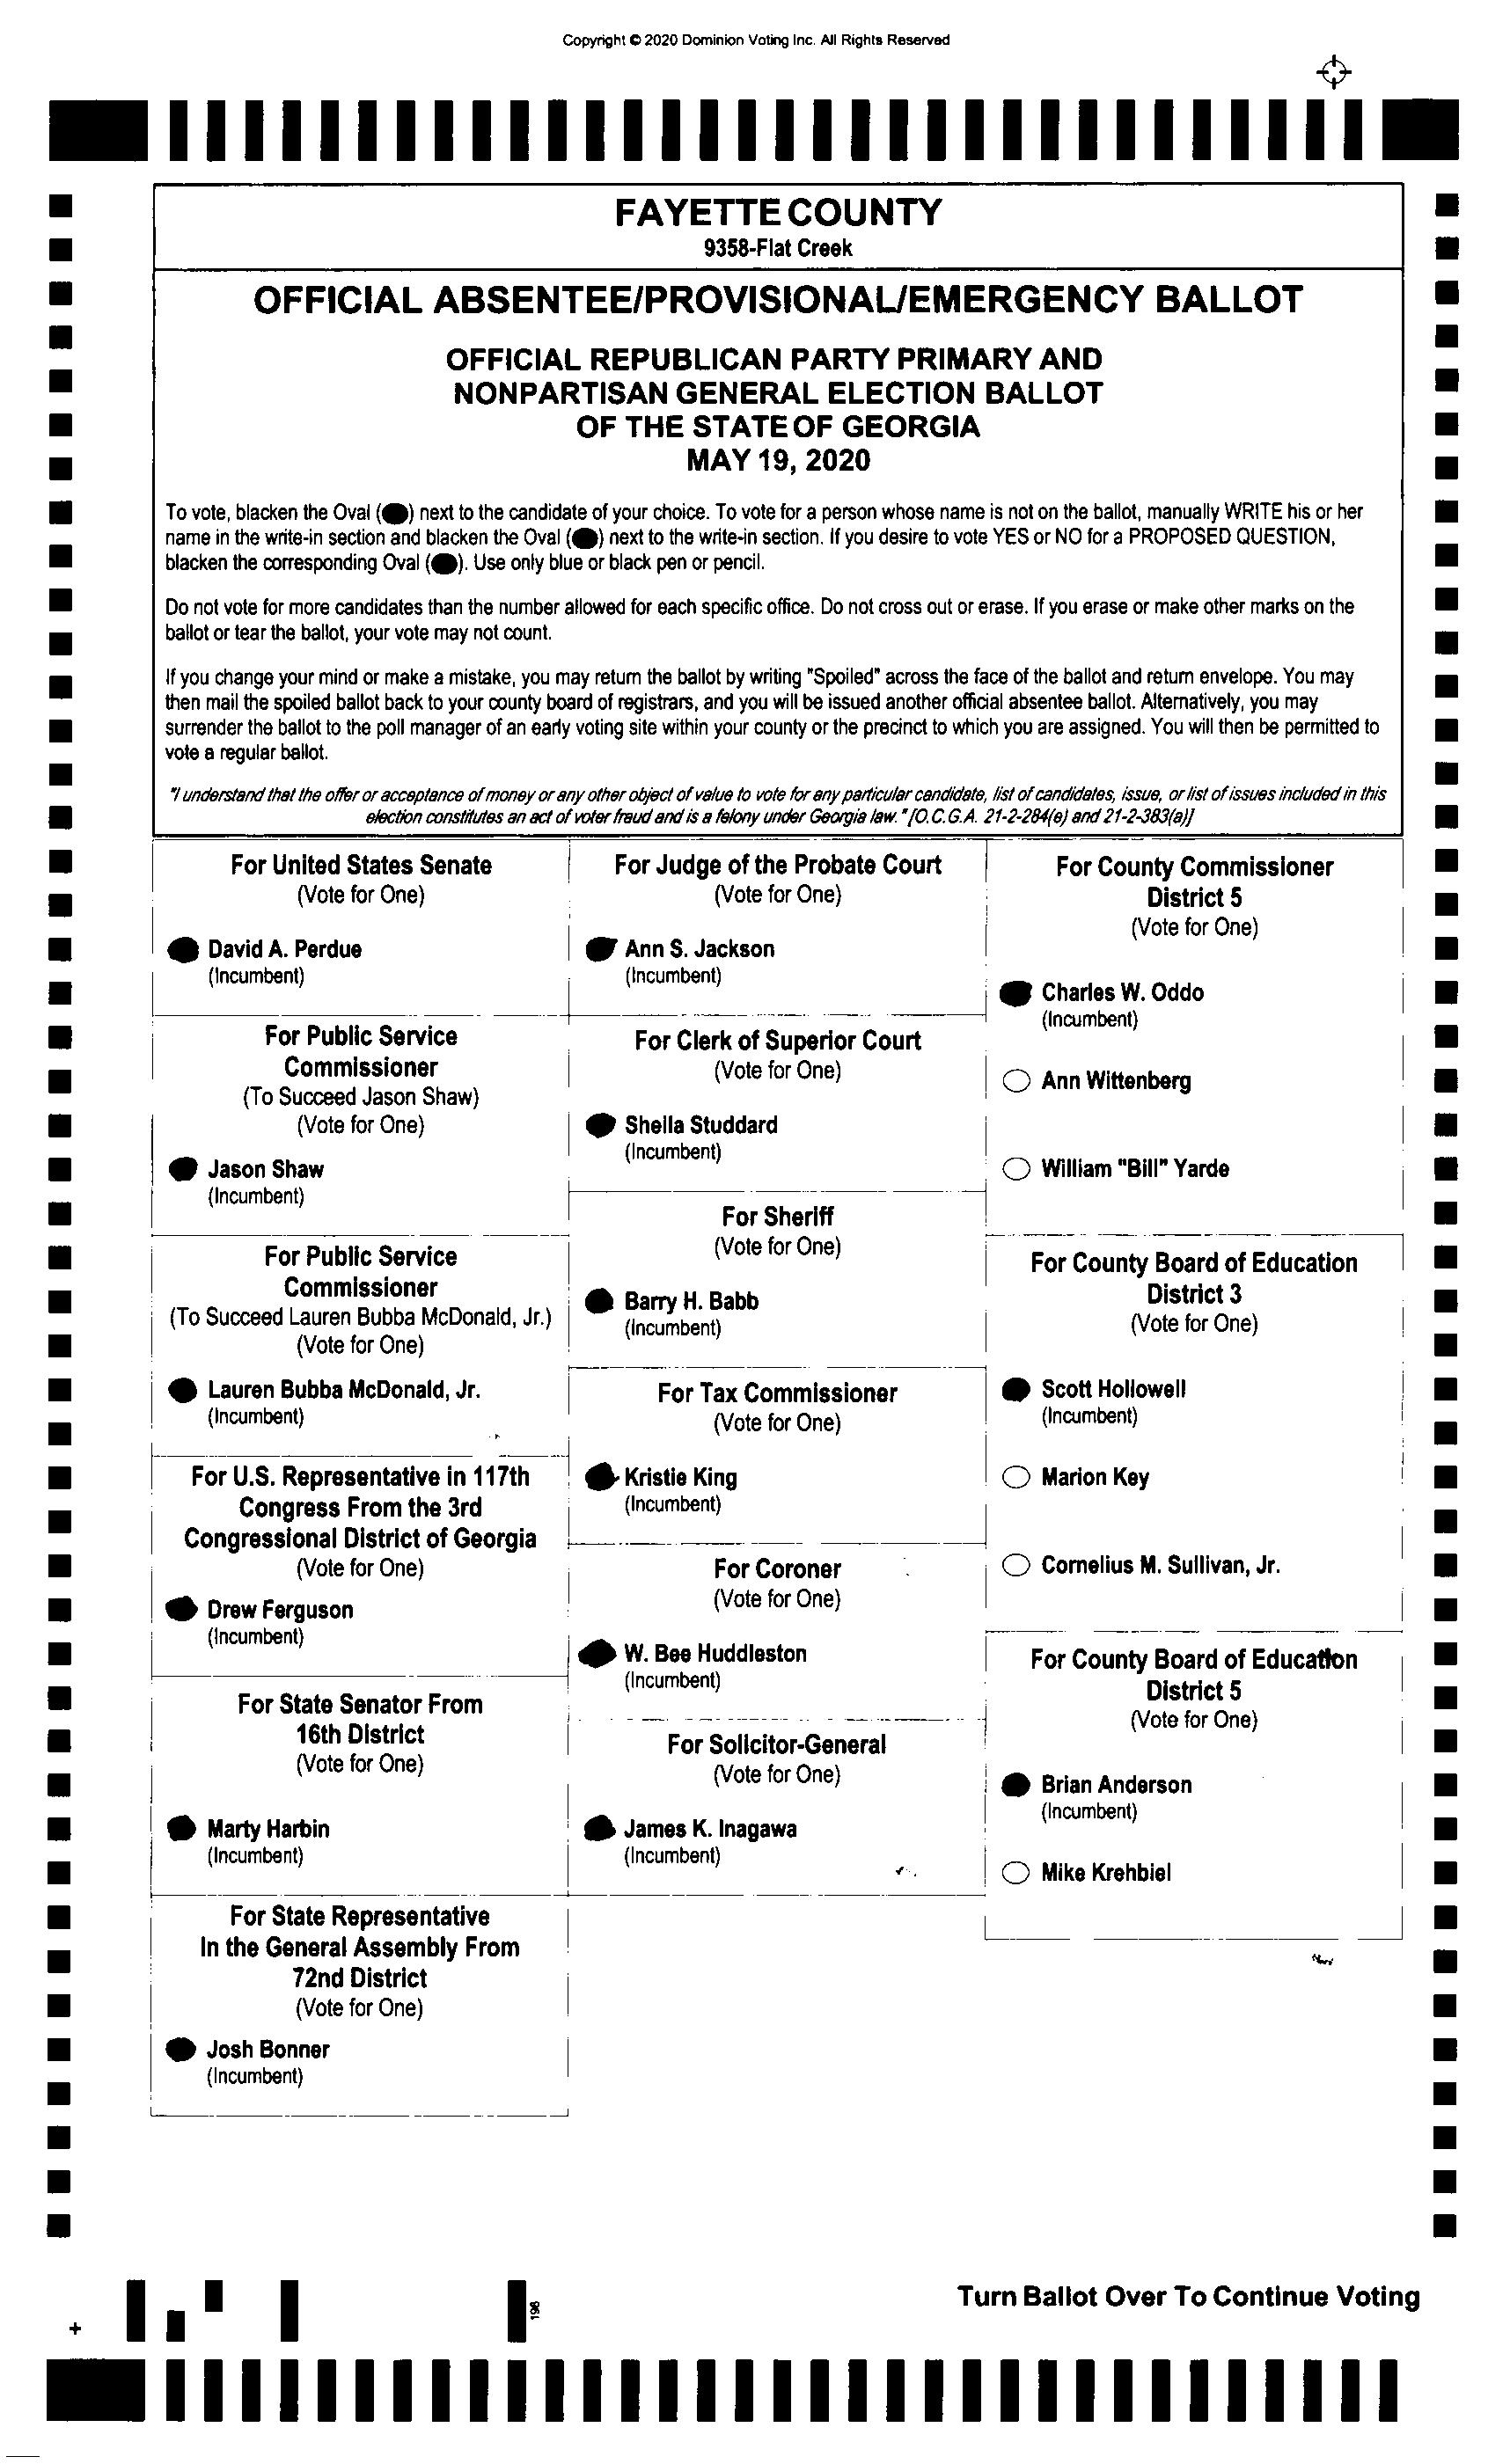 Copyright © 2020 Dominion Voting Inc. All Rights Reserved
FAYETTE COUNTY
9358-Flat Creek
OFFICIAL ABSENTEE/PROVISIONAL/EMERGENCY BALLOT
OFFICIAL REPUBLICAN PARTY PRIMARY AND
NONPARTISAN GENERAL ELECTION BALLOT
OF THE STATE OF GEORGIA
MAY 19, 2020
To vote, blacken the Oval (⬬) next to the candidate of your choice. To vote for a person whose name is not on the ballot, manually WRITE his or her
name in the write-in section and blacken the Oval (⬬) next to the write-in section. If you desire to vote YES or NO for a PROPOSED QUESTION,
blacken the corresponding Oval (⬬). Use only blue or black pen or pencil.
Do not vote for more candidates than the number allowed for each specific office. Do not cross out or erase. If you erase or make other marks on the
ballot or tear the ballot, your vote may not count.
If you change your mind or make a mistake, you may return the ballot by writing "Spoiled" across the face of the ballot and return envelope. You may
then mail the spoiled ballot back to your county board of registrars, and you will be issued another official absentee ballot. Alternatively, you may
surrender the ballot to the poll manager of an early voting site within your county or the precinct to which you are assigned. You will then be permitted to
vote a regular ballot.
"I understand that the offer or acceptance of money or any other object of value to vote for any particular candidate, list of candidates, issue, or list of issues included in this
election constitutes an act of voter fraud and is a felony under Georgia law. "[O.C.G.A. 21-2-284(e) and 21-2-383(a)]
For United States Senate
(Vote for One)
David A. Perdue
(Incumbent)
For Public Service
Commissioner
(To Succeed Jason Shaw)
(Vote for One)
Jason Shaw
(Incumbent)
For Public Service
Commissioner
(To Succeed Lauren Bubba McDonald, Jr.)
(Vote for One)
Lauren Bubba McDonald, Jr.
(Incumbent)
For U.S. Representative in 117th
Congress From the 3rd
Congressional District of Georgia
(Vote for One)
Drew Ferguson
(Incumbent)
For State Senator From
16th District
(Vote for One)
Marty Harbin
(Incumbent)
For State Representative
In the General Assembly From
72nd District
(Vote for One)
Josh Bonner
(Incumbent)
For Judge of the Probate Court
(Vote for One)
Ann S. Jackson
(Incumbent)
For Clerk of Superior Court
(Vote for One)
Sheila Studdard
(Incumbent)
For Sheriff
(Vote for One)
Barry H. Babb
(Incumbent)
For Tax Commissioner
(Vote for One)
Kristie King
(Incumbent)
For Coroner
(Vote for One)
W. Bee Huddleston
(Incumbent)
For Solicitor-General
(Vote for One)
James K. Inagawa
(Incumbent)
For County Commissioner
District 5
(Vote for One)
Charles W. Oddo
(Incumbent)
Ann Wittenberg
William "Bill" Yarde
For County Board of Education
District 3
(Vote for One)
Scott Hollowell
(Incumbent)
Marion Key
Cornelius M. Sullivan, Jr.
For County Board of Education
District 5
(Vote for One)
Brian Anderson
(Incumbent)
Mike Krehbiel
196
Turn Ballot Over To Continue Voting